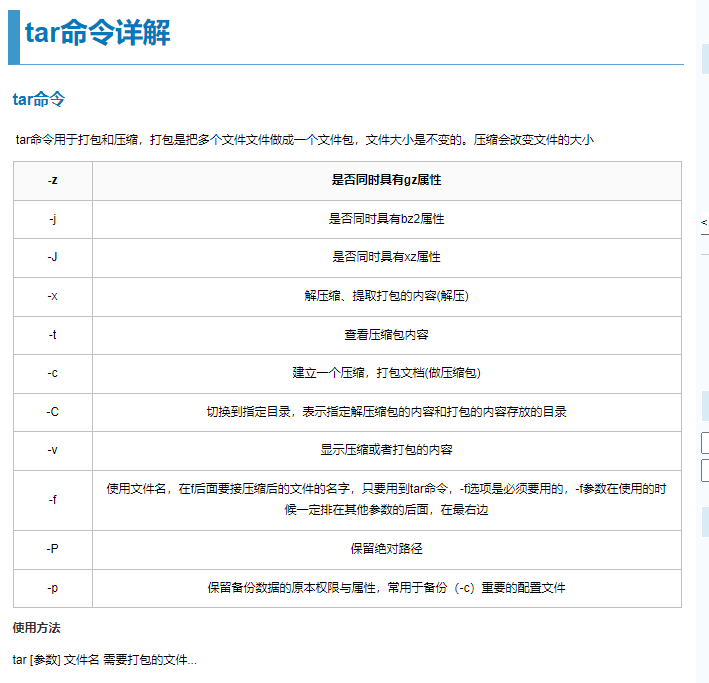 tar命令详解
tar命令
tar命令用于打包和压缩，打包是把多个文件文件做成一个文件包，文件大小是不变的。压缩会改变文件的大小
-z 是否同时具有gz属性
-j 是否同时具有bz2属性
-J 是否同时具有xz属性
-x 解压缩、提取打包的内容(解压)
-t 查看压缩包内容
-c 建立一个压缩，打包文档(做压缩包)
-C 切换到指定目录，表示指定解压缩包的内容和打包的内容存放的目录
-v 显示压缩或者打包的内容
-f 使用文件名，在f后面要接压缩后的文件的名字，只要用到tar命令，-f选项是必须要用的，-f参数在使用的时
候一定排在其他参数的后面，在最右边
-P 保留绝对路径
-p 保留备份数据的原本权限与属性，常用于备份（-c）重要的配置文件
使用方法
tar [参数] 文件名 需要打包的文件...
<